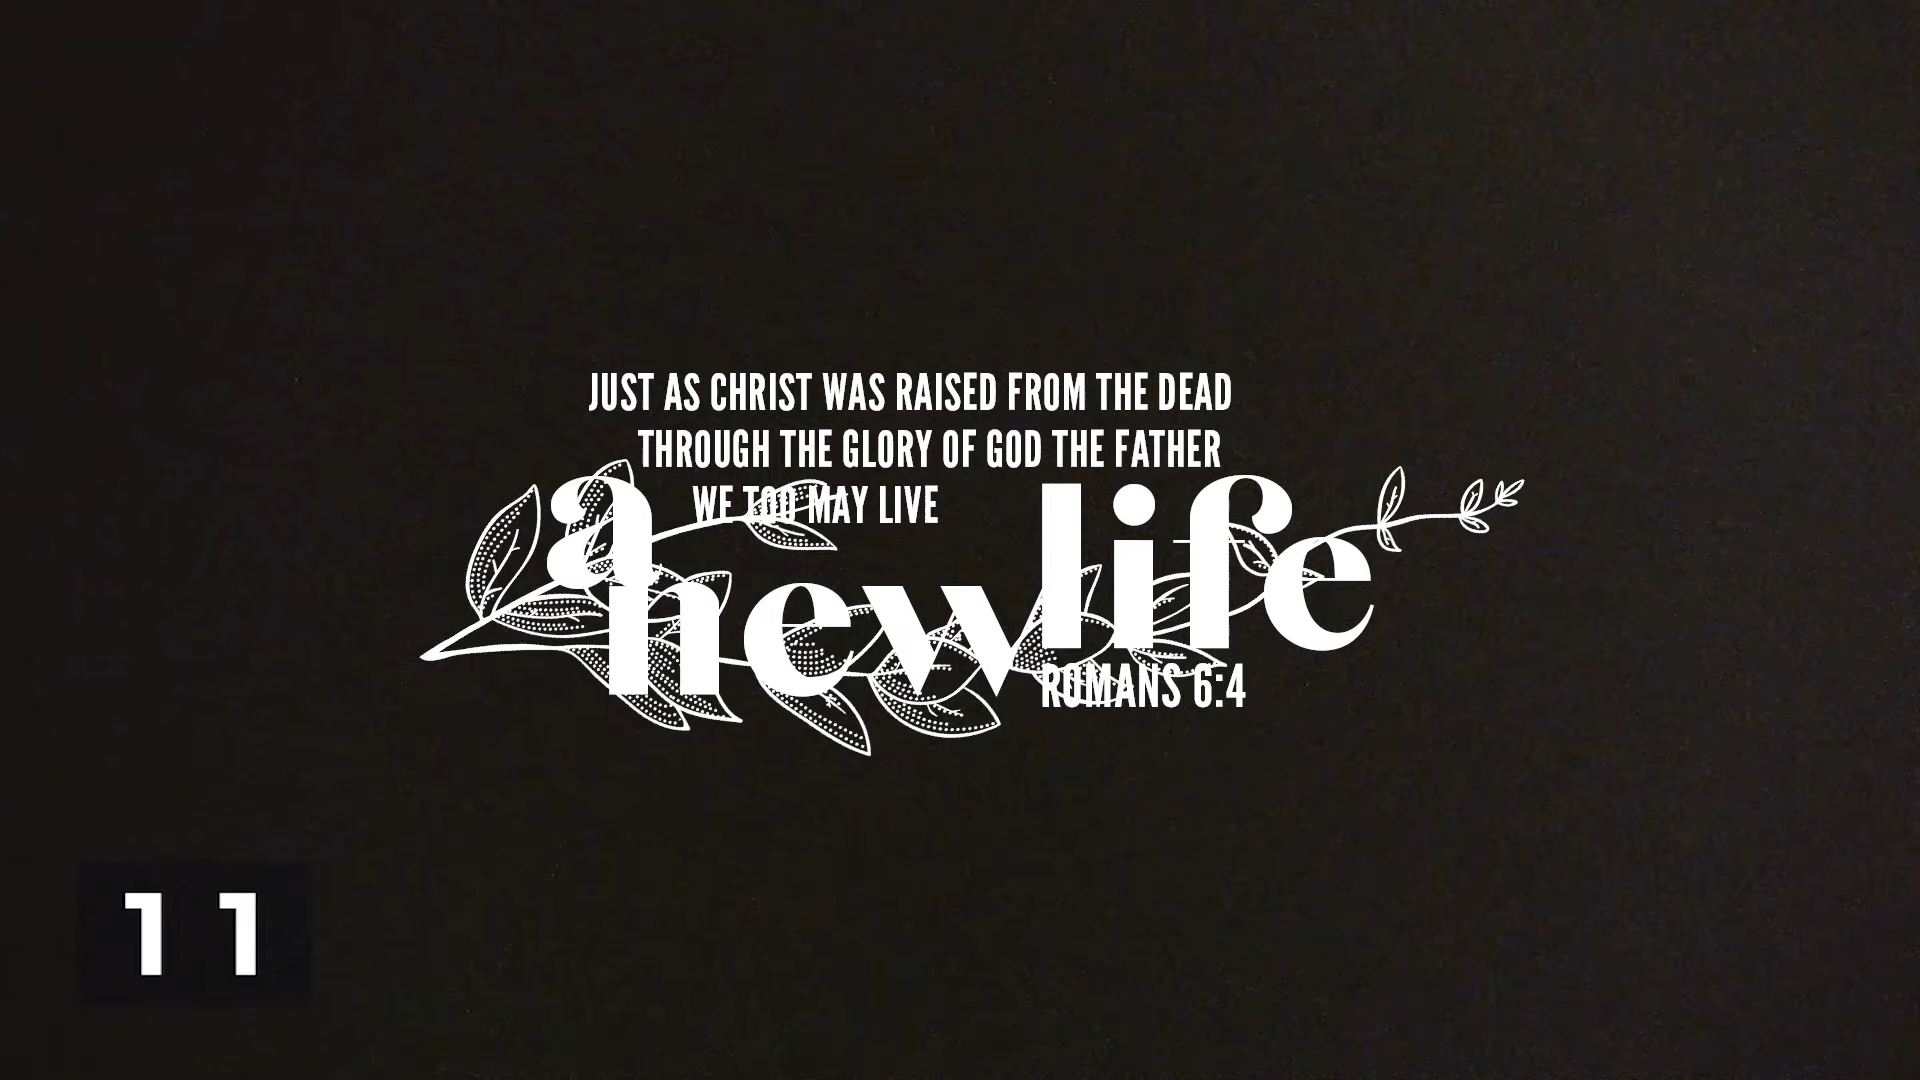 JUST AS CHRIST WAS RAISED FROM THE DEAD
THROUGH THE GLORY OF GOD THE FATHER
WE TOO MAY LIVE
a
new life
ROMANS 6:4
11